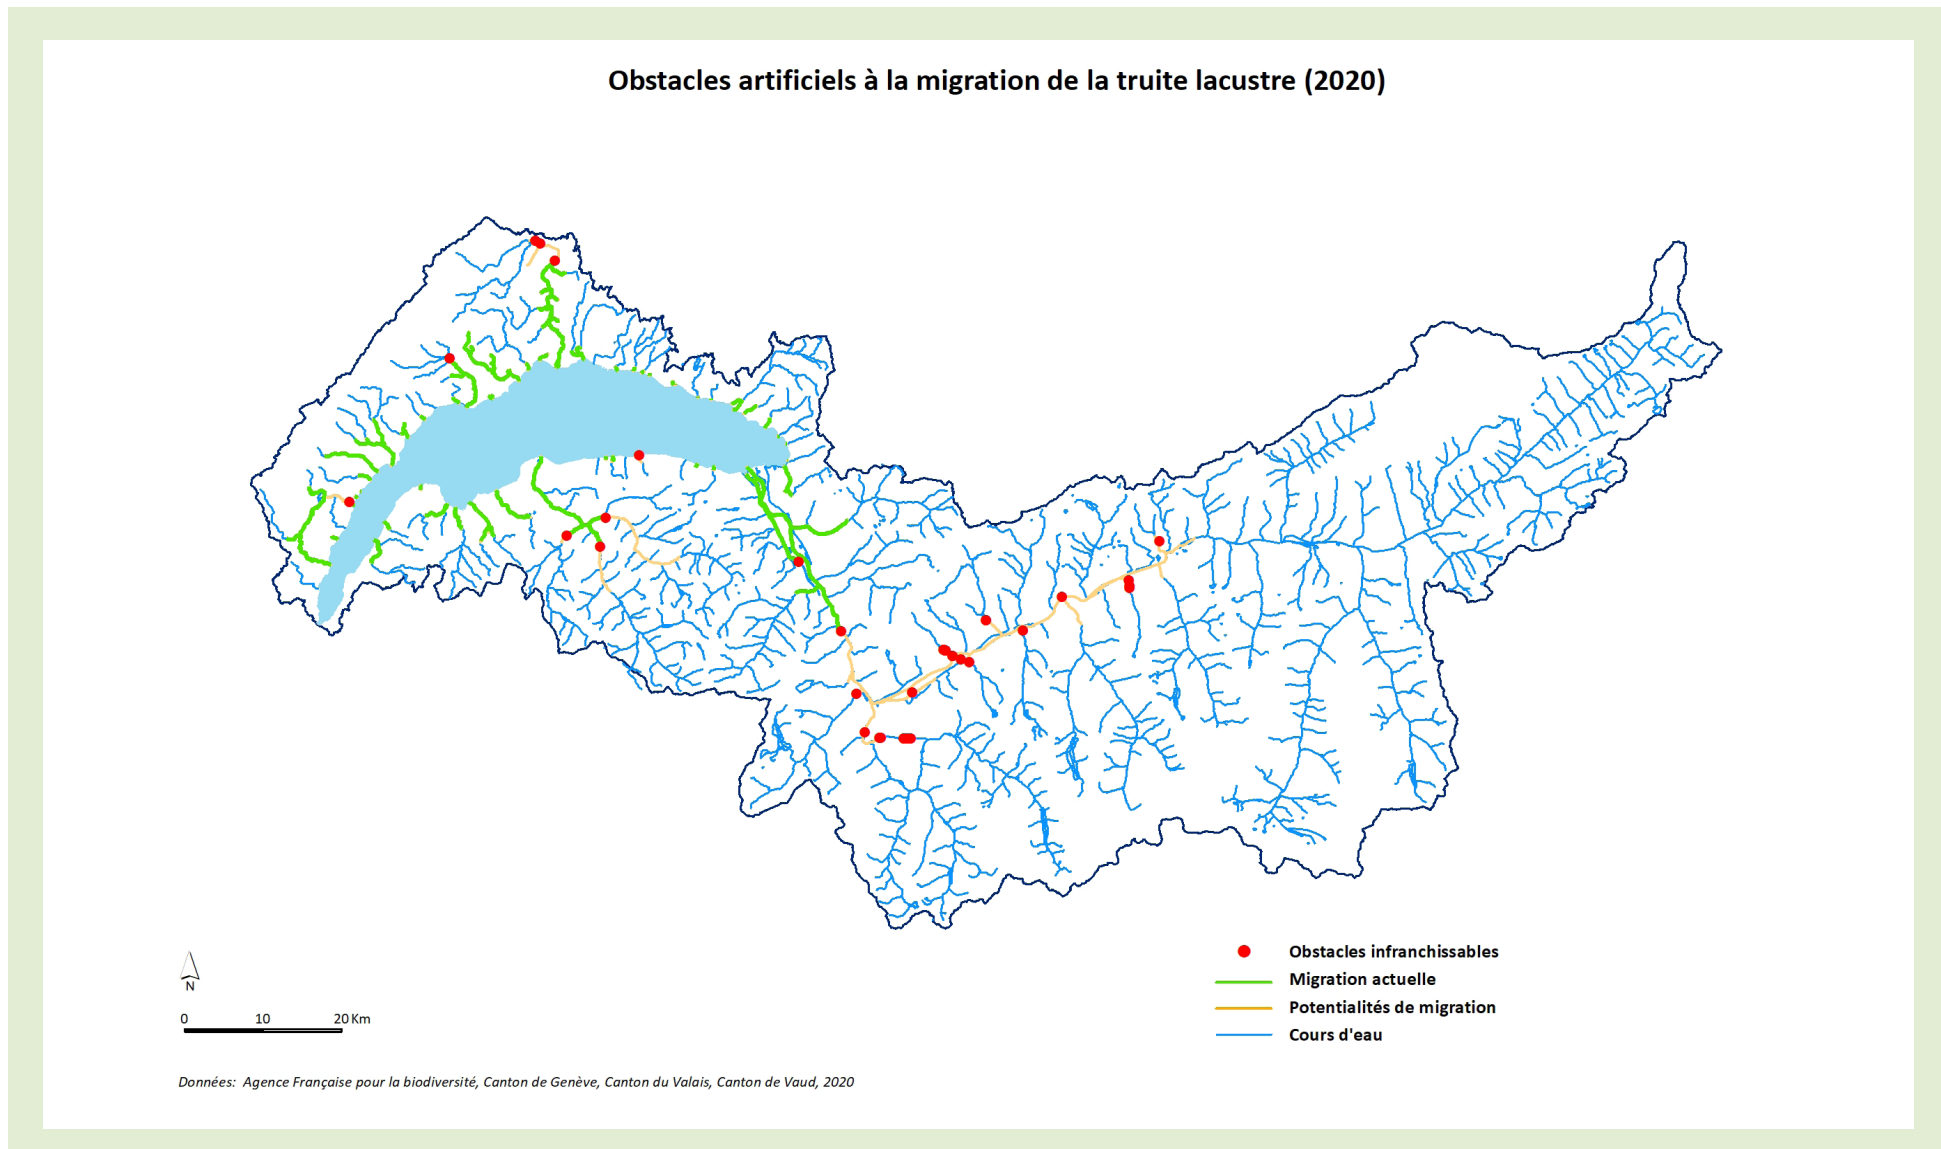 Obstacles artificiels à la migration de la truite lacustre (2020)
Obstacles infranchissables
Migration actuelle
Potentialités de migration
Cours d'eau
N
0 10 20 Km
Données: Agence Française pour la biodiversité, Canton de Genève, Canton du Valais, Canton de Vaud, 2020